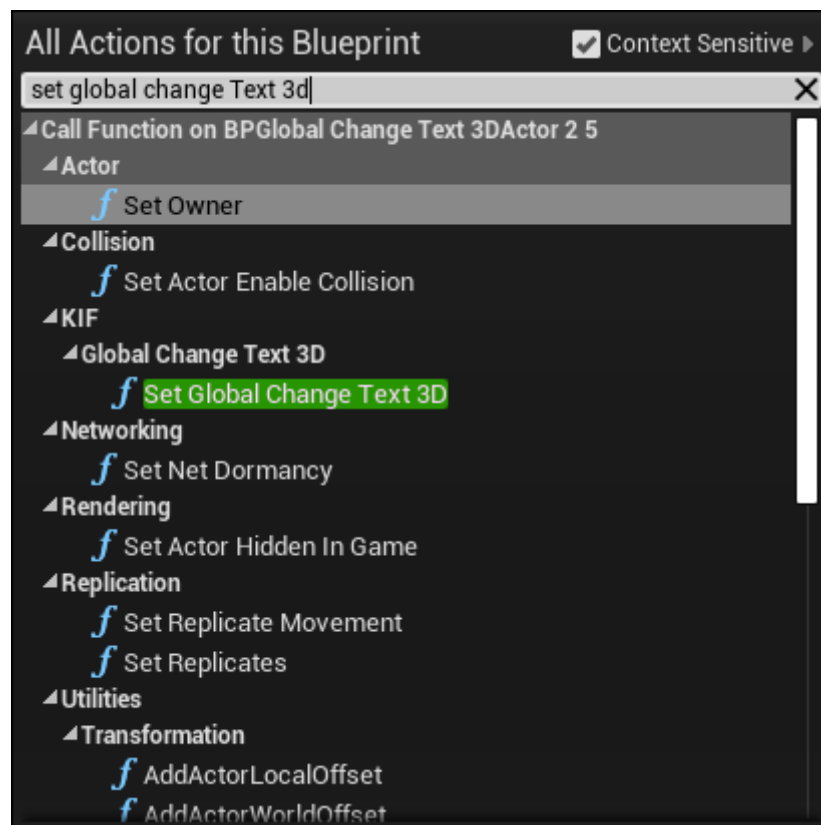 All Actions for this Blueprint Context Sensitive
set global change Text 3d
Call Function on BPGlobal Change Text 3DActor 2 5
Actor
f Set Owner
Collision
f Set Actor Enable Collision
KIF
Global Change Text 3D
f Set Global Change Text 3D
Networking
f Set Net Dormancy
Rendering
f Set Actor Hidden In Game
Replication
f Set Replicate Movement
f Set Replicates
Utilities
Transformation
f AddActorLocalOffset
f AddActorWorldOffset